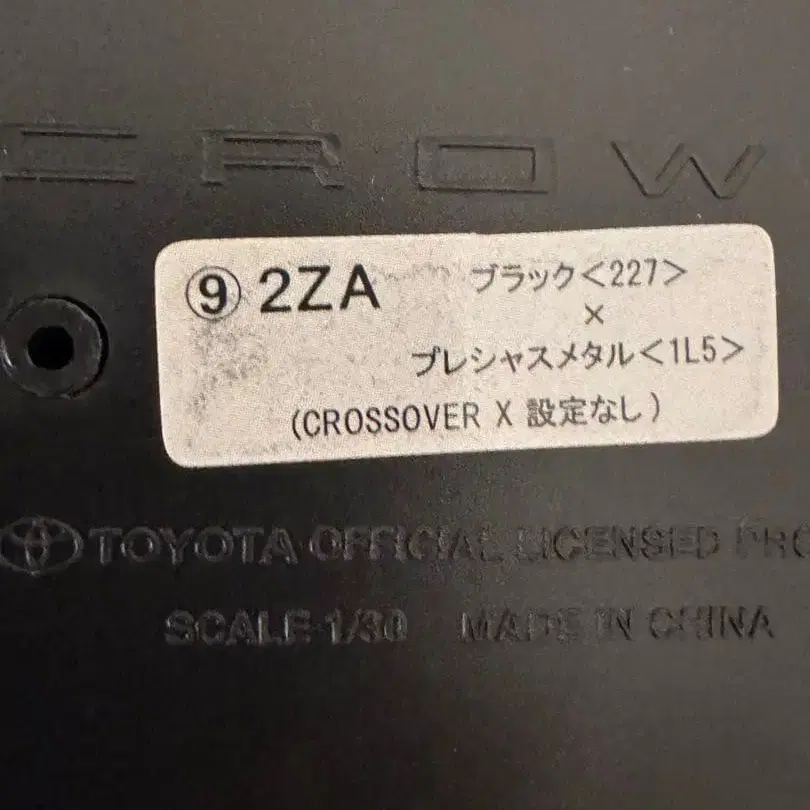 CROW
⑨ 2ZA ブラック<227>
×
プレシャスメタル<1L5>
(CROSSOVER X 設定なし)
TOYOTA OFFICIAL LICENSED PRO
SCALE 1/30 MADE IN CHINA